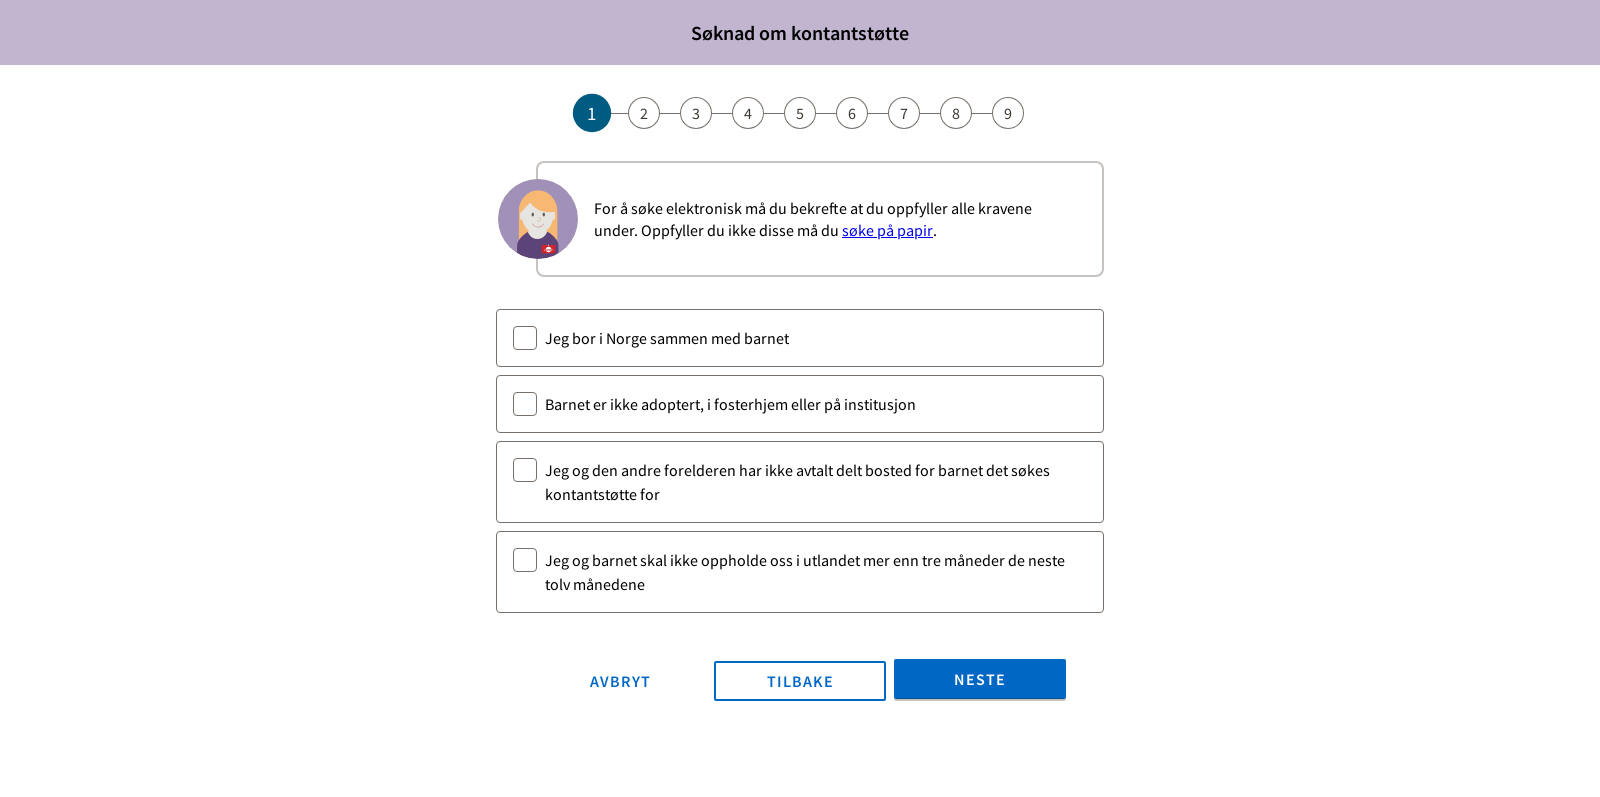 Søknad om kontantstøtte
1 2 3 4 5 6 7 8 9
For å søke elektronisk må du bekrefte at du oppfyller alle kravene
under. Oppfyller du ikke disse må du søke på papir.
Jeg bor i Norge sammen med barnet
Barnet er ikke adoptert, i fosterhjem eller på institusjon
Jeg og den andre forelderen har ikke avtalt delt bosted for barnet det søkes
kontantstøtte for
Jeg og barnet skal ikke oppholde oss i utlandet mer enn tre måneder de neste
tolv månedene
AVBRYT TILBAKE NESTE